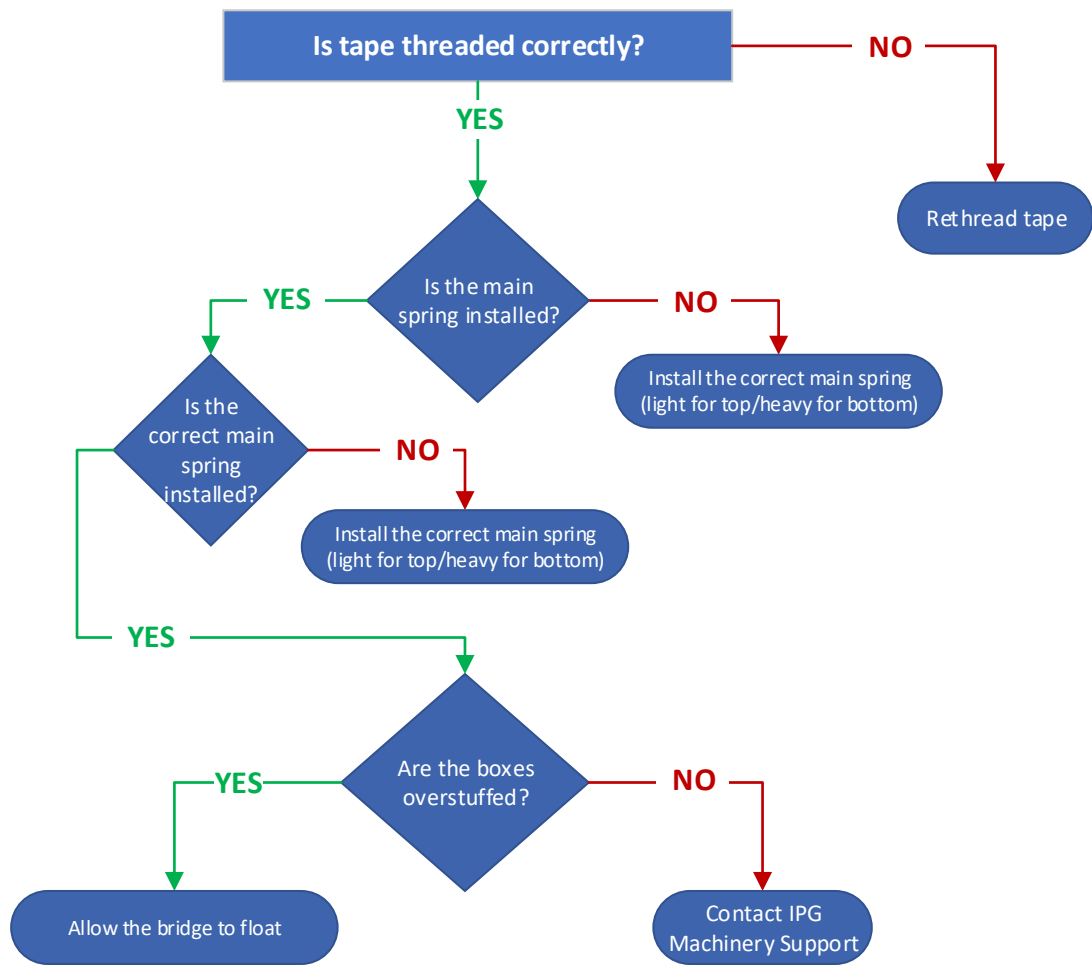 Is tape threaded correctly?
NO
YES
Rethread tape
Is the main
spring installed?
YES
NO
Install the correct main spring
(light for top/heavy for bottom)
Is the
correct main
spring
installed?
NO
Install the correct main spring
(light for top/heavy for bottom)
YES
Are the boxes
overstuffed?
YES
NO
Allow the bridge to float
Contact IPG
Machinery Support